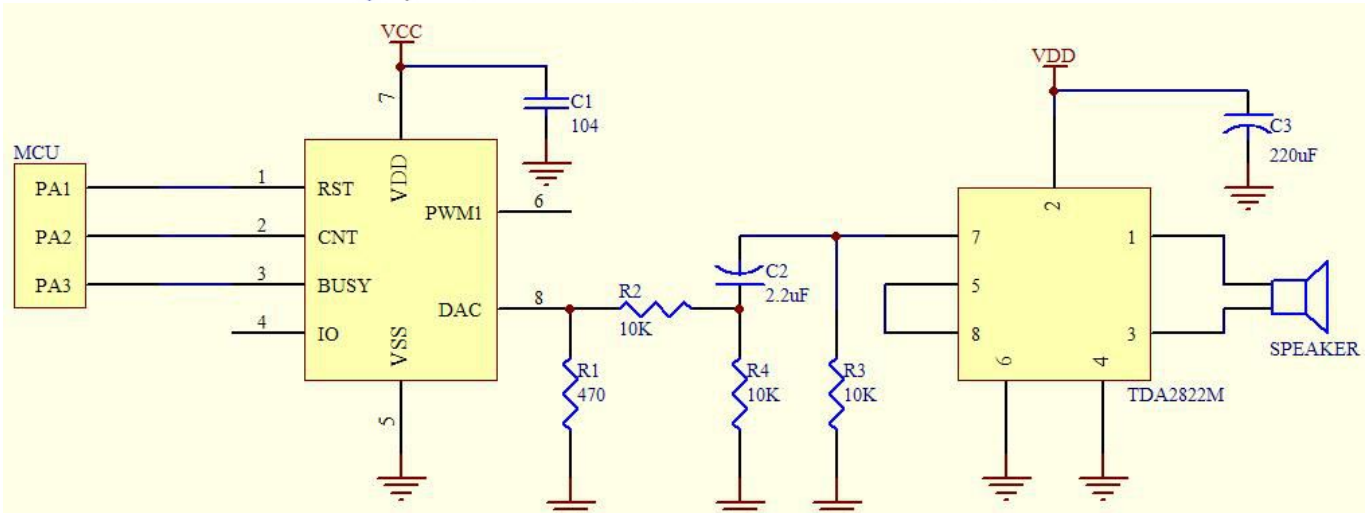 VCC
VDD
7
C1
104
C3
220uF
MCU
PA1
1
RST
VDD
PWM1
6
2
7
1
PA2
2
CNT
C2
2.2uF
PA3
3
BUSY
DAC
8
R2
10K
5
4
IO
VSS
8
3
SPEAKER
R1
470
R4
10K
R3
10K
6
4
TDA2822M
5